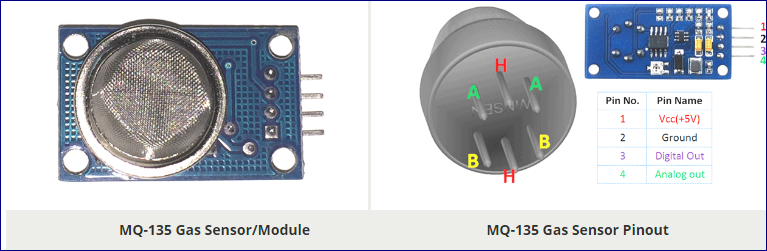 H
A
A
WINSEN
B
B
H
1
2
3
4
Pin No. Pin Name
1 Vcc(+5V)
2 Ground
3 Digital Out
4 Analog out
MQ-135 Gas Sensor/Module
MQ-135 Gas Sensor Pinout